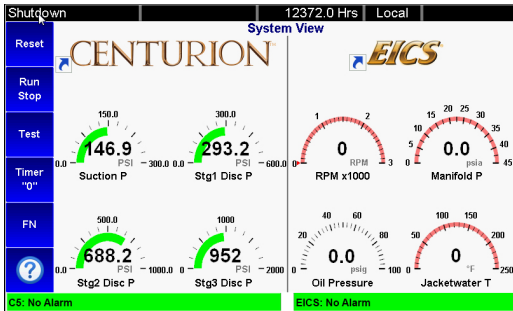 Shutdown 12372.0 Hrs Local
System View
Reset
Run
Stop
Test
Timer
"0"
FN
?
CENTURION
EICS
150.0
0.0 146.9 300.0
PSI
Suction P
300.0
0.0 293.2 600.0
PSI
Stg1 Disc P
1 2
0 0 3
RPM
RPM x1000
0 5 10 15 20 25 30 35 40 45
0.0
psia
Manifold P
500.0
0.0 688.2 1000.0
PSI
Stg2 Disc P
1000
0 952 2000
PSI
Stg3 Disc P
0 20 40 60 80 100
0.0
psig
Oil Pressure
0 50 100 150 200 250
0
°F
Jacketwater T
C5: No Alarm
EICS: No Alarm